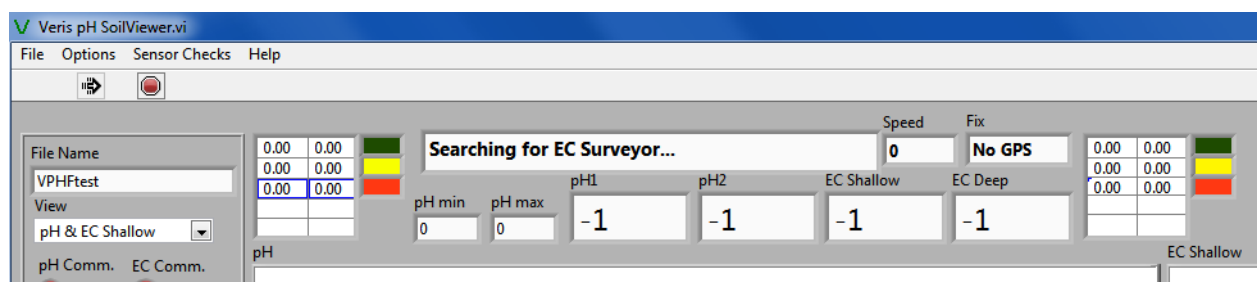 Veris pH SoilViewer.vi
File Options Sensor Checks Help
File Name
VPHFtest
View
pH & EC Shallow
pH Comm. EC Comm.
0.00 0.00
0.00 0.00
0.00 0.00
Searching for EC Surveyor...
Speed
0
Fix
No GPS
pH min
0
pH max
0
pH1
-1
pH2
-1
EC Shallow
-1
EC Deep
-1
0.00 0.00
0.00 0.00
0.00 0.00
pH
EC Shallow